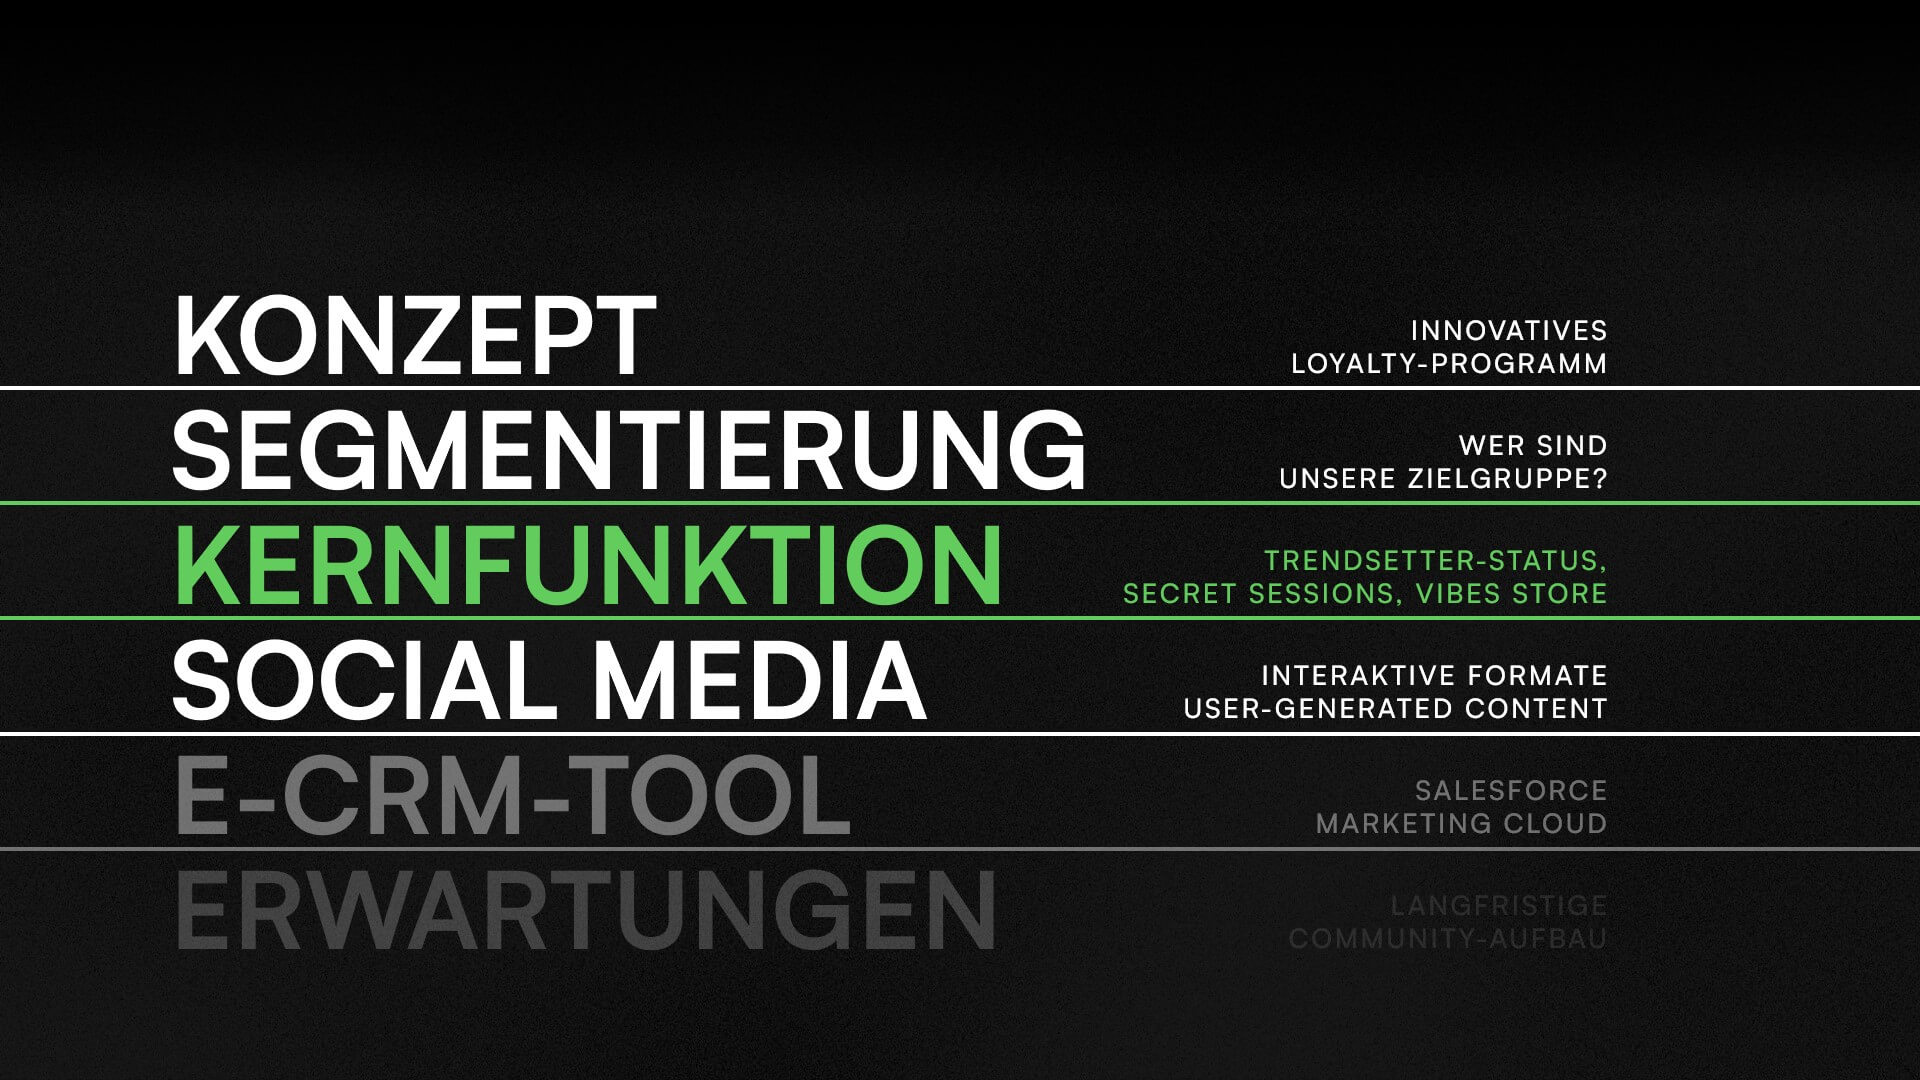 KONZEPT
INNOVATIVES
LOYALTY-PROGRAMM
SEGMENTIERUNG
WER SIND
UNSERE ZIELGRUPPE?
KERNFUNKTION
TRENDSETTER-STATUS,
SECRET SESSIONS, VIBES STORE
SOCIAL MEDIA
INTERAKTIVE FORMATE
USER-GENERATED CONTENT
E-CRM-TOOL
SALESFORCE
MARKETING CLOUD
ERWARTUNGEN
LANGFRISTIGE
COMMUNITY-AUFBAU